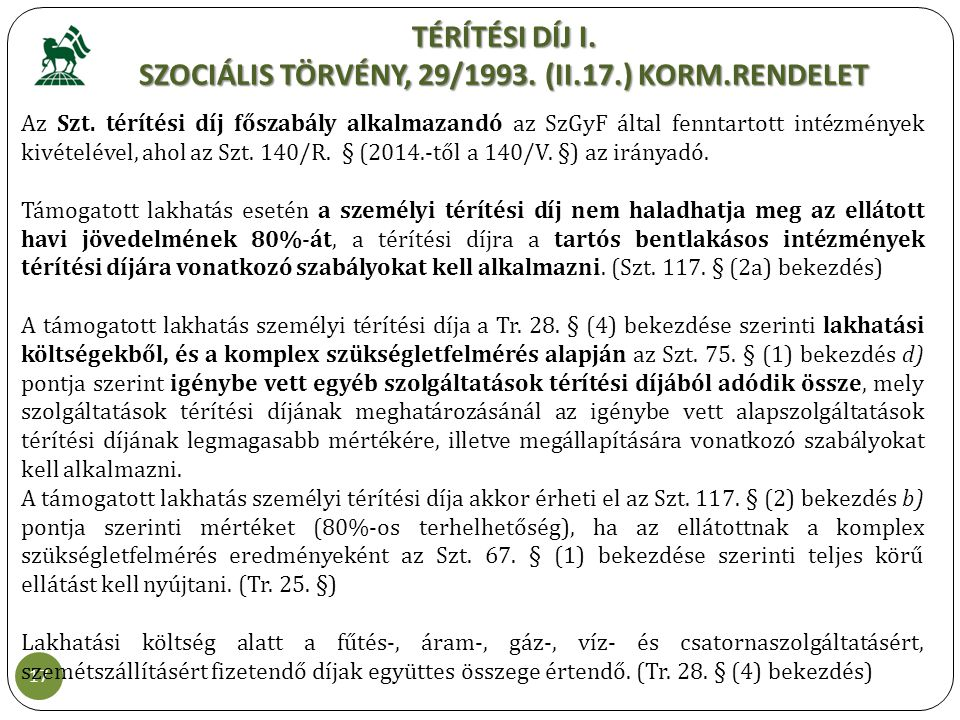 TÉRÍTÉSI DÍJ I.
SZOCIÁLIS TÖRVÉNY, 29/1993. (II.17.) KORM.RENDELET
Az Szt. térítési díj főszabály alkalmazandó az SzGyF által fenntartott intézmények
kivételével, ahol az Szt. 140/R. § (2014.-től a 140/V. §) az irányadó.
Támogatott lakhatás esetén a személyi térítési díj nem haladhatja meg az ellátott
havi jövedelmének 80%-át, a térítési díjra a tartós bentlakásos intézmények
térítési díjára vonatkozó szabályokat kell alkalmazni. (Szt. 117. § (2a) bekezdés)
A támogatott lakhatás személyi térítési díja a Tr. 28. § (4) bekezdése szerinti lakhatási
költségekből, és a komplex szükségletfelmérés alapján az Szt. 75. § (1) bekezdés d)
pontja szerint igénybe vett egyéb szolgáltatások térítési díjából adódik össze, mely
szolgáltatások térítési díjának meghatározásánál az igénybe vett alapszolgáltatások
térítési díjának legmagasabb mértékére, illetve megállapítására vonatkozó szabályokat
kell alkalmazni.
A támogatott lakhatás személyi térítési díja akkor érheti el az Szt. 117. § (2) bekezdés b)
pontja szerinti mértéket (80%-os terhelhetőség), ha az ellátottnak a komplex
szükségletfelmérés eredményeként az Szt. 67. § (1) bekezdése szerinti teljes körű
ellátást kell nyújtani. (Tr. 25. §)
Lakhatási költség alatt a fűtés-, áram-, gáz-, víz- és csatornaszolgáltatásért,
szemétszállításért fizetendő díjak együttes összege értendő. (Tr. 28. § (4) bekezdés)